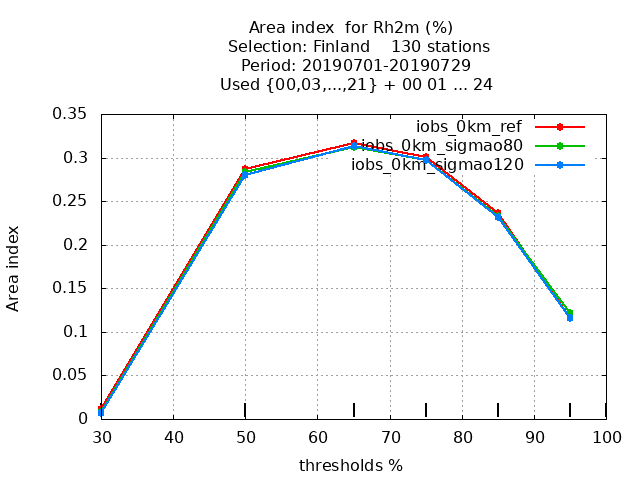 Area index  for Rh2m (%)
Selection: Finland    130 stations
Period: 20190701-20190729
Used {00,03,...,21} + 00 01 ... 24
0.35
0.3
0.25
0.2
0.15
0.1
0.05
0
Area index
iobs_0km_ref
iobs_0km_sigmao80
iobs_0km_sigmao120
30 40 50 60 70 80 90 100
thresholds %